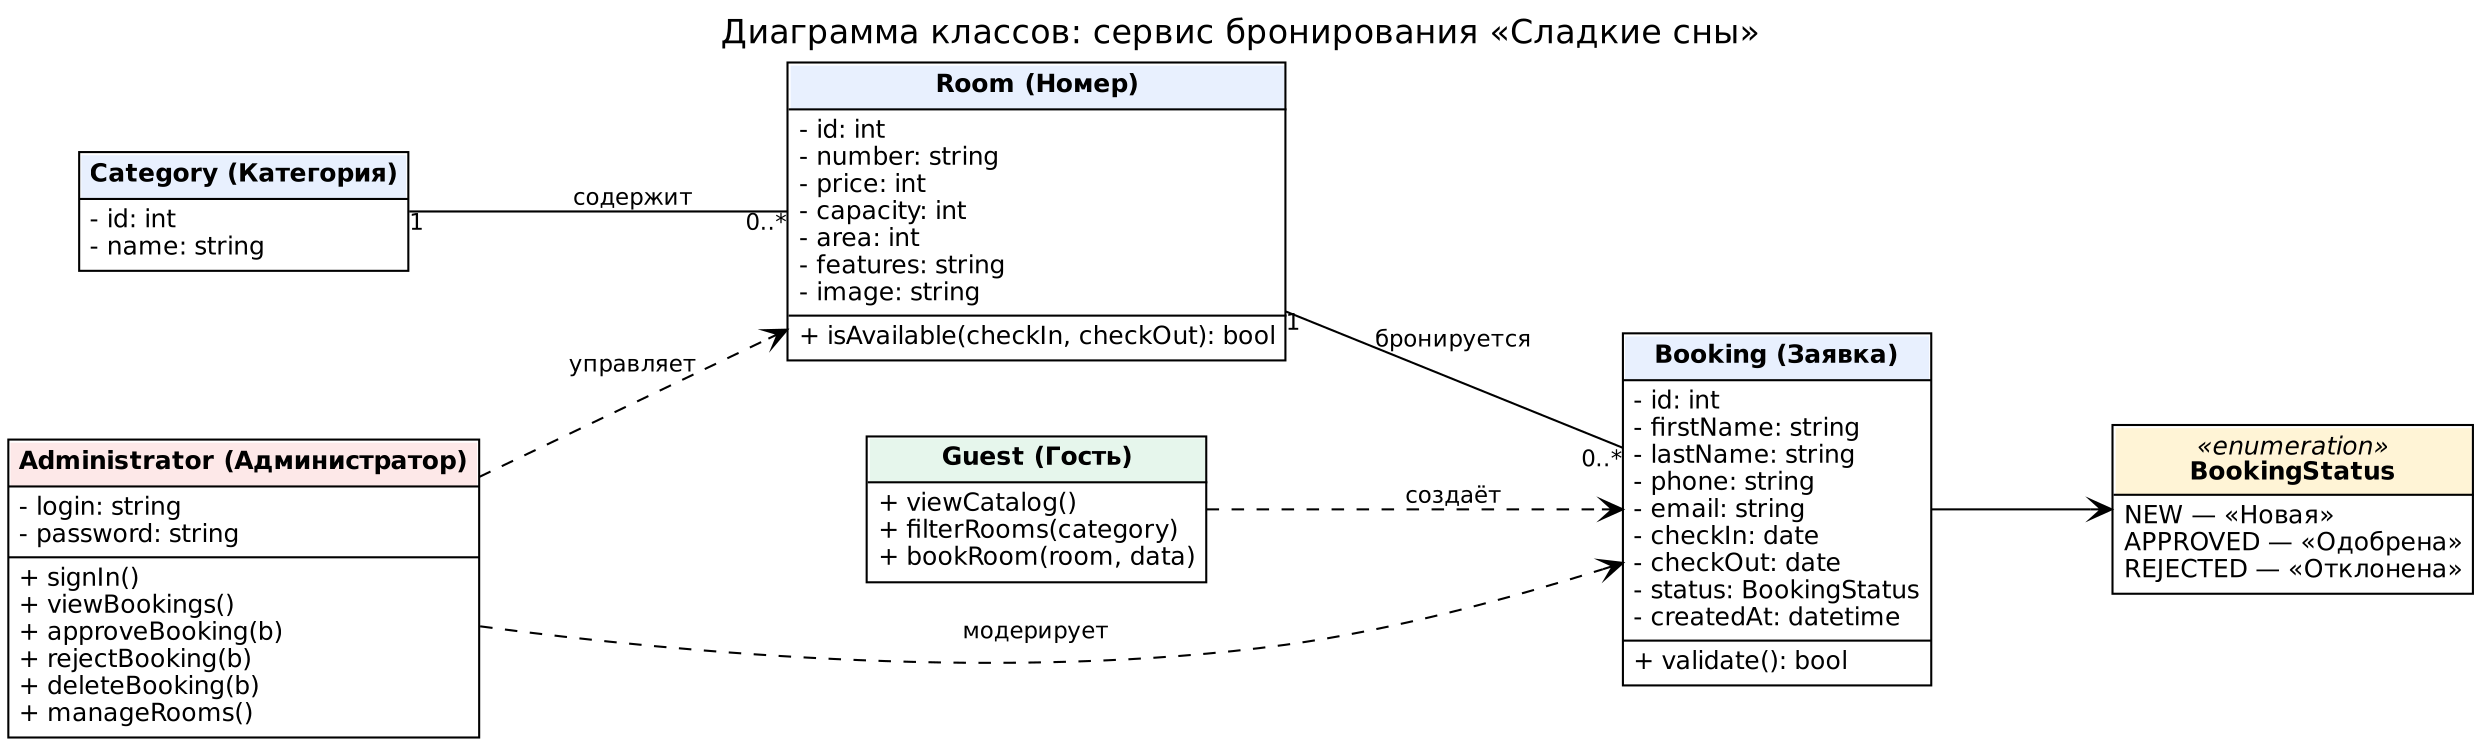 Диаграмма классов: сервис бронирования «Сладкие сны»
Room (Номер)
- id: int
- number: string
- price: int
- capacity: int
- area: int
- features: string
- image: string
+ isAvailable(checkIn, checkOut): bool
Category (Категория)
- id: int
- name: string
содержит
1
0..*
управляет
1
бронируется
0..*
Administrator (Администратор)
- login: string
- password: string
+ signIn()
+ viewBookings()
+ approveBooking(b)
+ rejectBooking(b)
+ deleteBooking(b)
+ manageRooms()
Guest (Гость)
+ viewCatalog()
+ filterRooms(category)
+ bookRoom(room, data)
создаёт
модерирует
Booking (Заявка)
- id: int
- firstName: string
- lastName: string
- phone: string
- email: string
- checkIn: date
- checkOut: date
- status: BookingStatus
- createdAt: datetime
+ validate(): bool
«enumeration»
BookingStatus
NEW — «Новая»
APPROVED — «Одобрена»
REJECTED — «Отклонена»